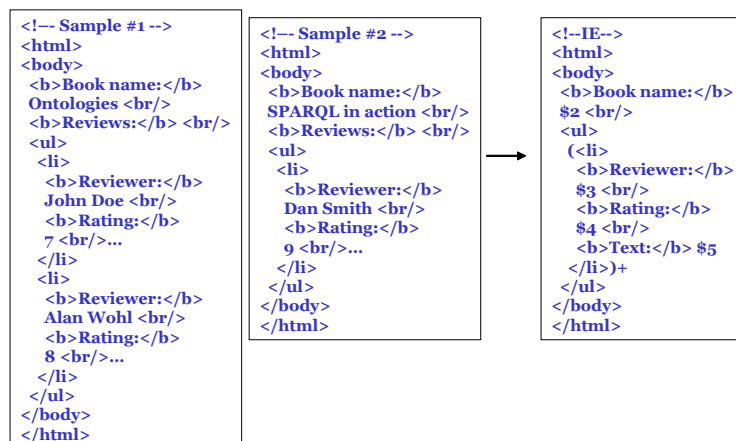 <!–- Sample #1 -->
<html>
<body>
<b>Book name:</b>
Ontologies <br/>
<b>Reviews:</b> <br/>
<ul>
<li>
<b>Reviewer:</b>
John Doe <br/>
<b>Rating:</b>
7 <br/>...
</li>
<li>
<b>Reviewer:</b>
Alan Wohl <br/>
<b>Rating:</b>
8 <br/>...
</li>
</ul>
</body>
</html>
<!–- Sample #2 -->
<html>
<body>
<b>Book name:</b>
SPARQL in action <br/>
<b>Reviews:</b> <br/>
<ul>
<li>
<b>Reviewer:</b>
Dan Smith <br/>
<b>Rating:</b>
9 <br/>...
</li>
</ul>
</body>
</html>
<!--IE-->
<html>
<body>
<b>Book name:</b>
$2 <br/>
<ul>
(<li>
<b>Reviewer:</b>
$3 <br/>
<b>Rating:</b>
$4 <br/>
<b>Text:</b> $5
</li>)+
</ul>
</body>
</html>